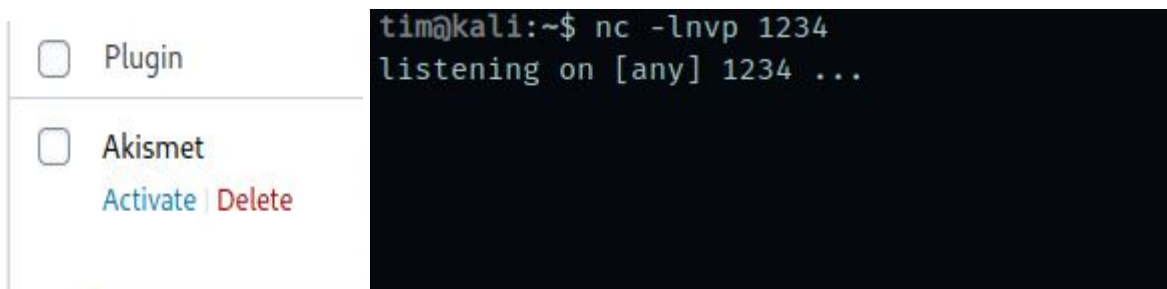 Plugin
Akismet
Activate | Delete
tim@kali:~$ nc -lnvp 1234
listening on [any] 1234 ...